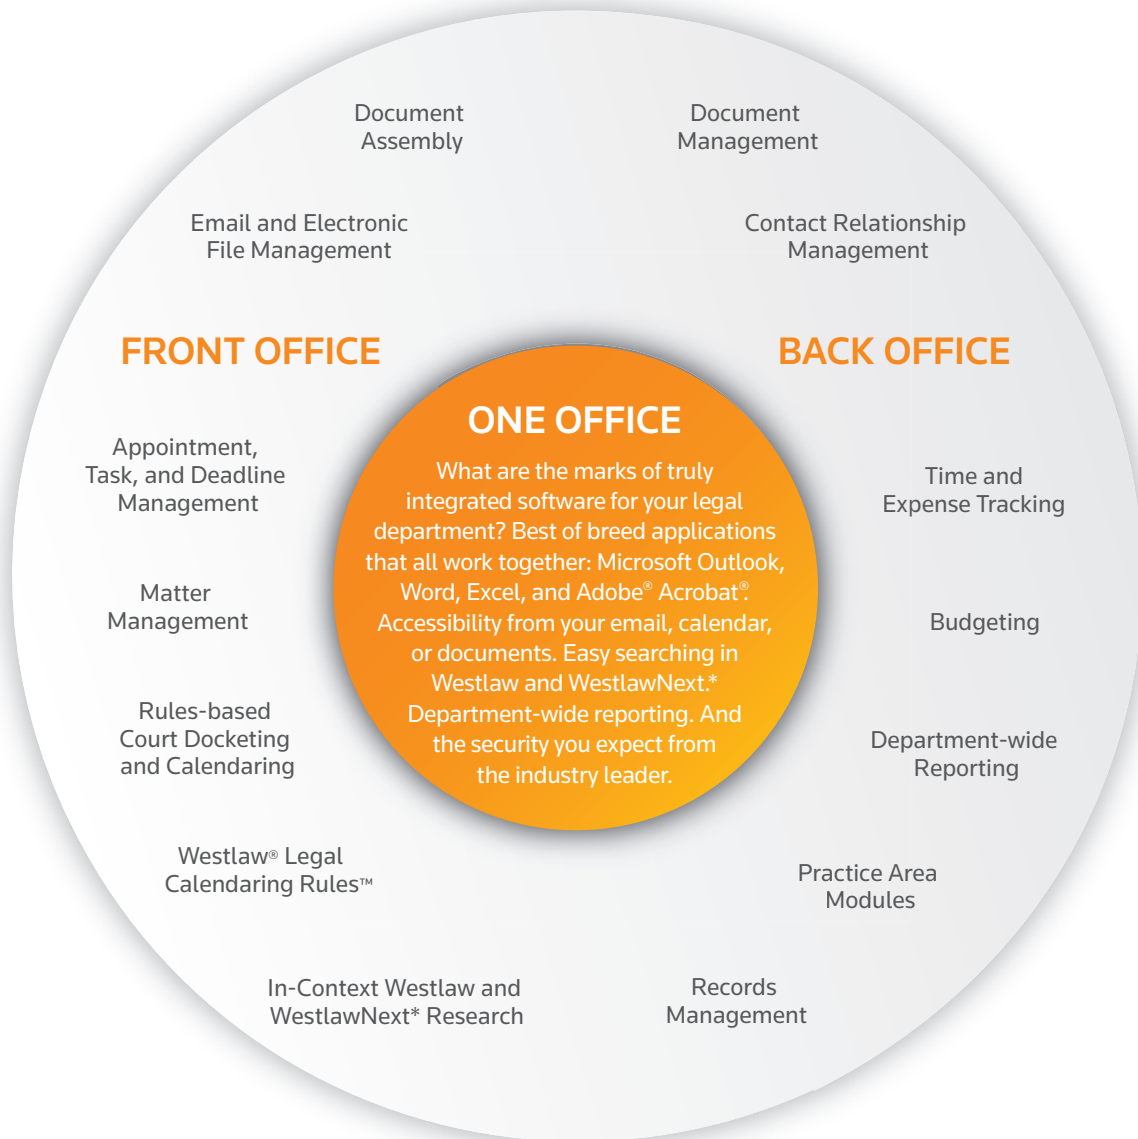 Document
Assembly
Document
Management
Email and Electronic
File Management
Contact Relationship
Management
FRONT OFFICE
BACK OFFICE
ONE OFFICE
What are the marks of truly
integrated software for your legal
department? Best of breed applications
that all work together: Microsoft Outlook,
Word, Excel, and Adobe® Acrobat®.
Accessibility from your email, calendar,
or documents. Easy searching in
Westlaw and WestlawNext.*
Department-wide reporting. And
the security you expect from
the industry leader.
Appointment,
Task, and Deadline
Management
Time and
Expense Tracking
Matter
Management
Budgeting
Rules-based
Court Docketing
and Calendaring
Department-wide
Reporting
Westlaw® Legal
Calendaring Rules™
Practice Area
Modules
In-Context Westlaw and
WestlawNext* Research
Records
Management